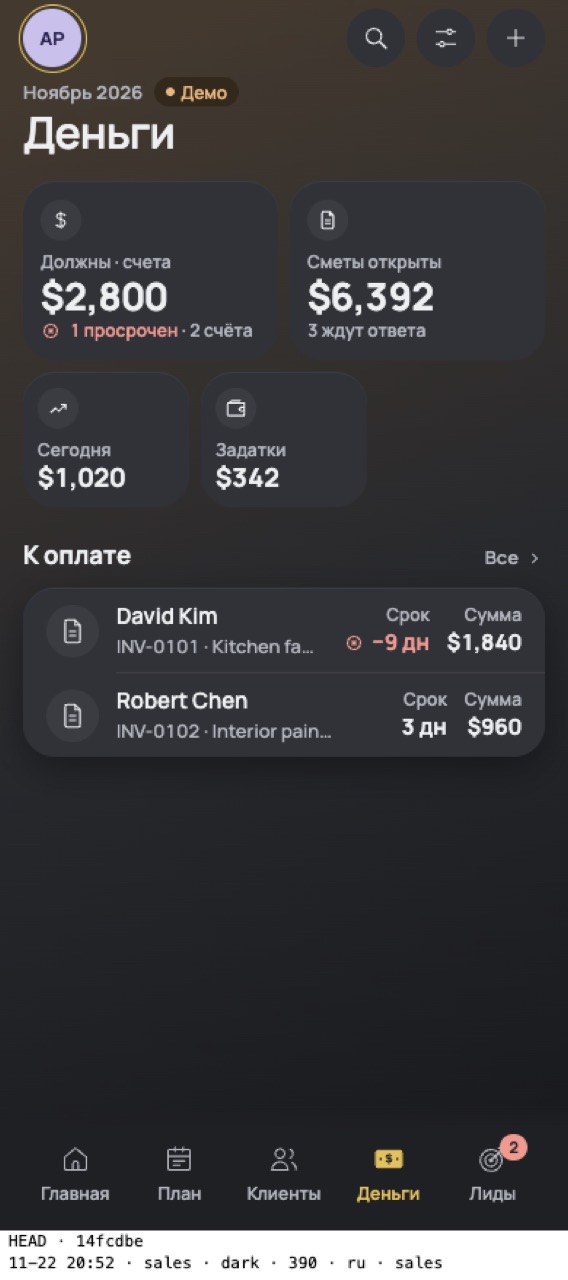 AP
Ноябрь 2026 Демо
Деньги
$
Должны · счета
$2,800
1 просрочен · 2 счёта
Сметы открыты
$6,392
3 ждут ответа
Сегодня
$1,020
Задатки
$342
К оплате
Все
David Kim
INV-0101 · Kitchen fa...
Срок
−9 дн
Сумма
$1,840
Robert Chen
INV-0102 · Interior pain...
Срок
3 дн
Сумма
$960
2
Главная
План
Клиенты
$
Деньги
Лиды
HEAD · 14fcdbe
11-22 20:52 · sales · dark · 390 · ru · sales